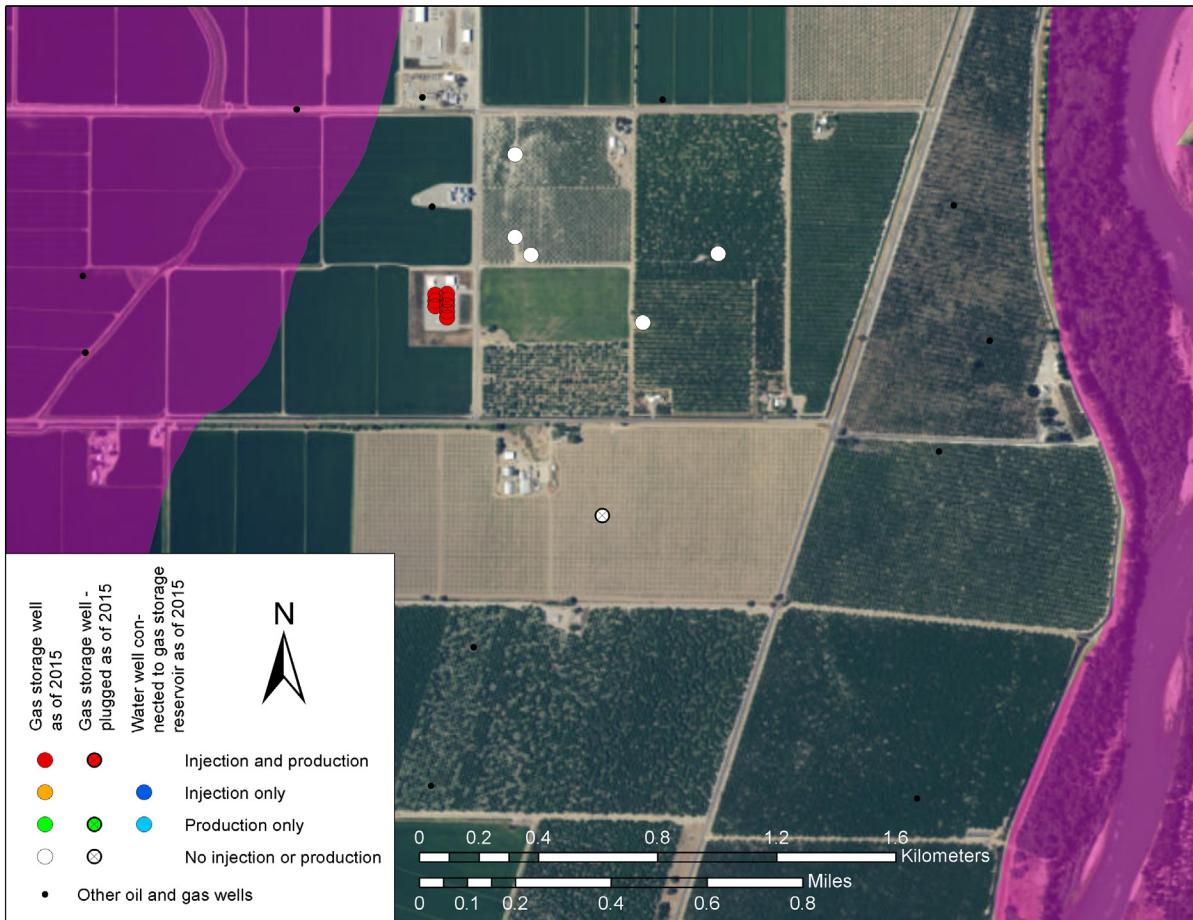 Gas storage well
as of 2015
Gas storage well -
plugged as of 2015
Water well con-
nected to gas storage
reservoir as of 2015
N
Injection and production
Injection only
Production only
No injection or production
Other oil and gas wells
0 0.2 0.4 0.8 1.2 1.6
Kilometers
Miles
0 0.1 0.2 0.4 0.6 0.8